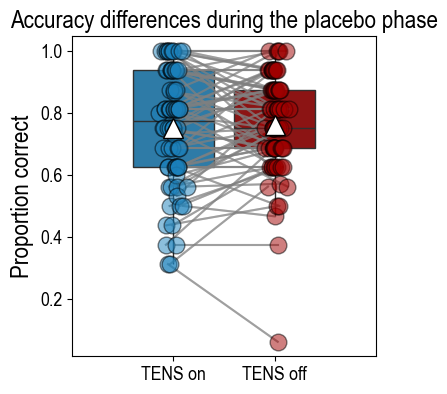 Accuracy differences during the placebo phase
Proportion correct
1.0
0.8
0.6
0.4
0.2
TENS on
TENS off